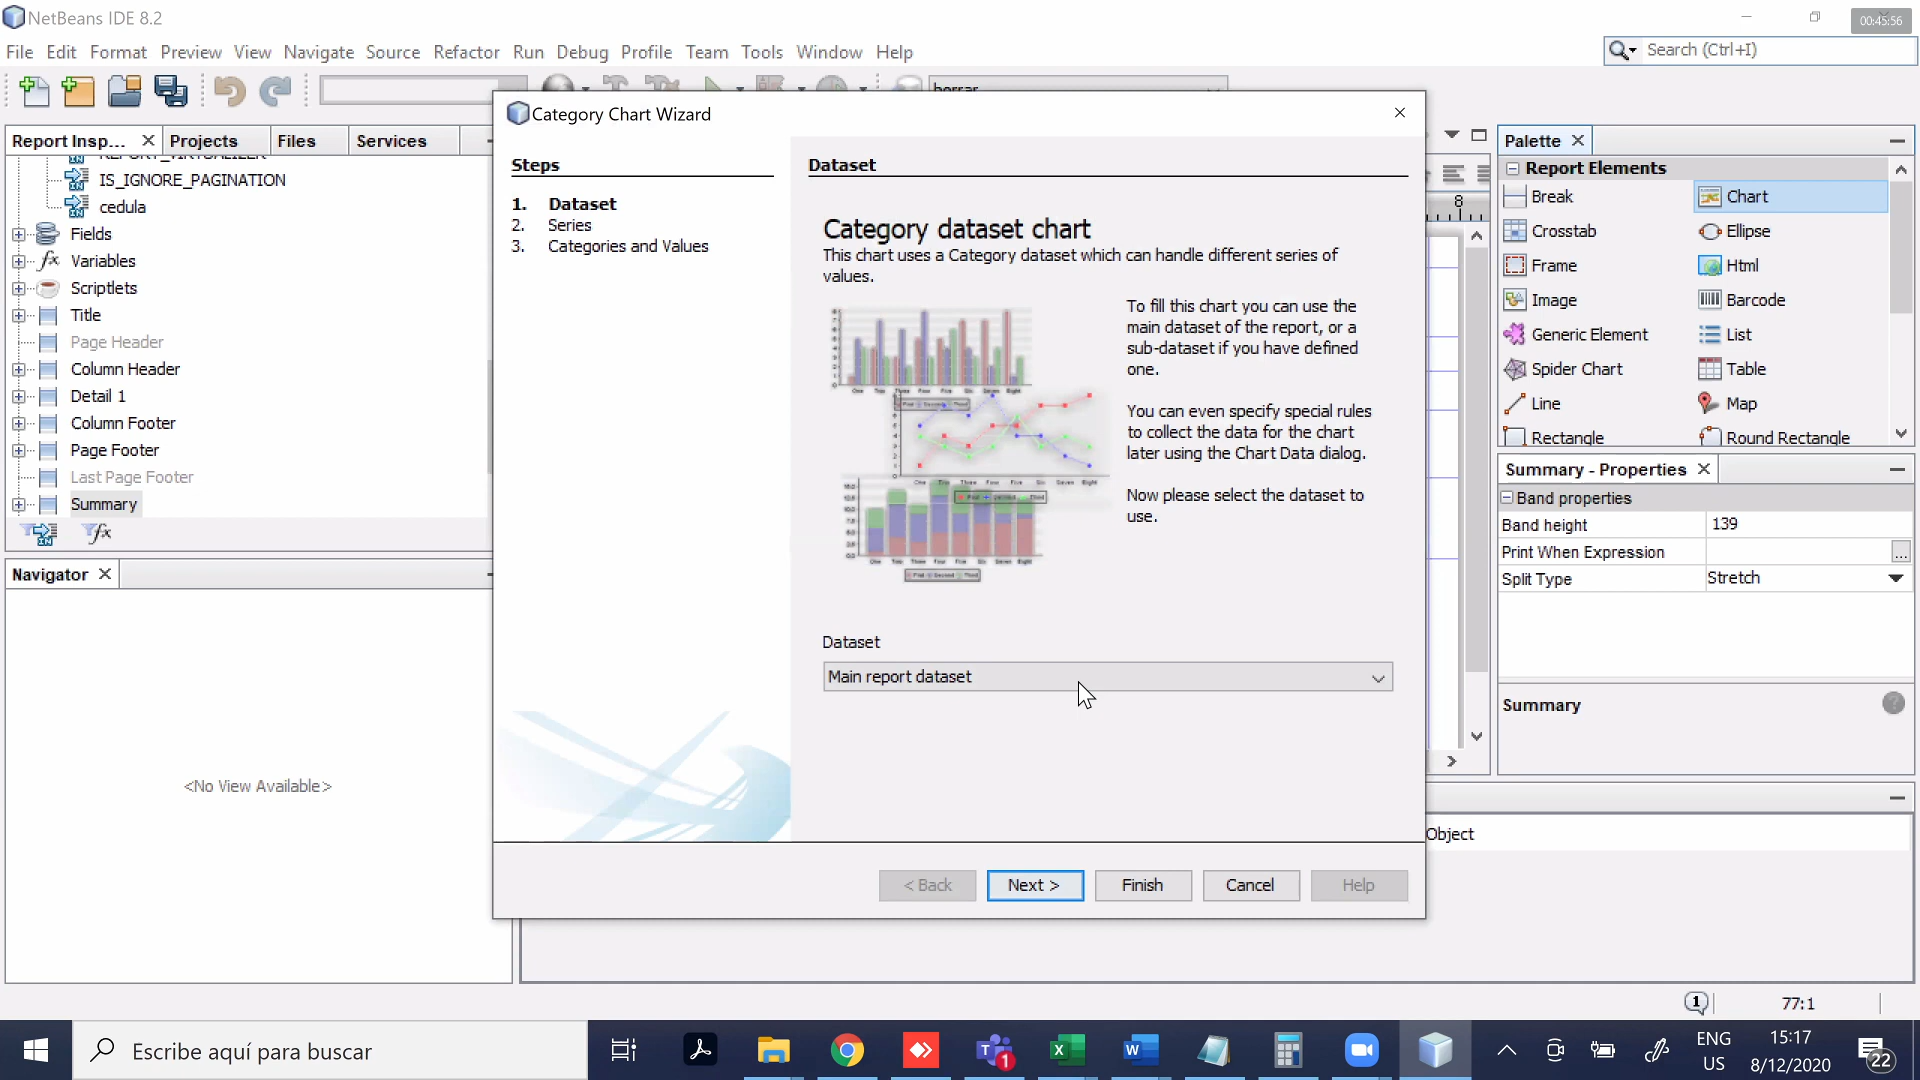 NetBeans IDE 8.2
00:45:56
File Edit Format Preview View Navigate Source Refactor Run Debug Profile Team Tools Window Help
Search (Ctrl+I)
Report Insp...
Projects
Files
Services
IS_IGNORE_PAGINATION
cedula
Fields
Variables
Scriptlets
Title
Page Header
Column Header
Detail 1
Column Footer
Page Footer
Last Page Footer
Summary
Navigator
<No View Available>
Category Chart Wizard
Steps
1. Dataset
2. Series
3. Categories and Values
Dataset
Category dataset chart
This chart uses a Category dataset which can handle different series of
values.
To fill this chart you can use the
main dataset of the report, or a
sub-dataset if you have defined
one.
You can even specify special rules
to collect the data for the chart
later using the Chart Data dialog.
Now please select the dataset to
use.
Dataset
Main report dataset
< Back
Next >
Finish
Cancel
Help
8
Palette
Report Elements
Break
Chart
Crosstab
Ellipse
Frame
Html
Image
Barcode
Generic Element
List
Spider Chart
Table
Line
Map
Rectangle
Round Rectangle
Summary - Properties
Band properties
Band height 139
Print When Expression ...
Split Type Stretch
Summary
Object
1
77:1
Escribe aquí para buscar
1
ENG
US
15:17
8/12/2020
22